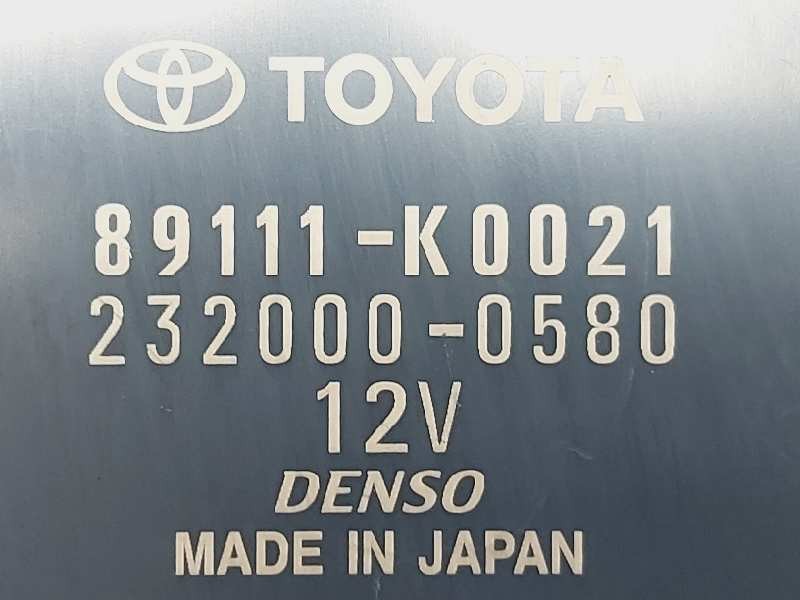 TOYOTA
89111-K0021
232000-0580
12V
DENSO
MADE IN JAPAN